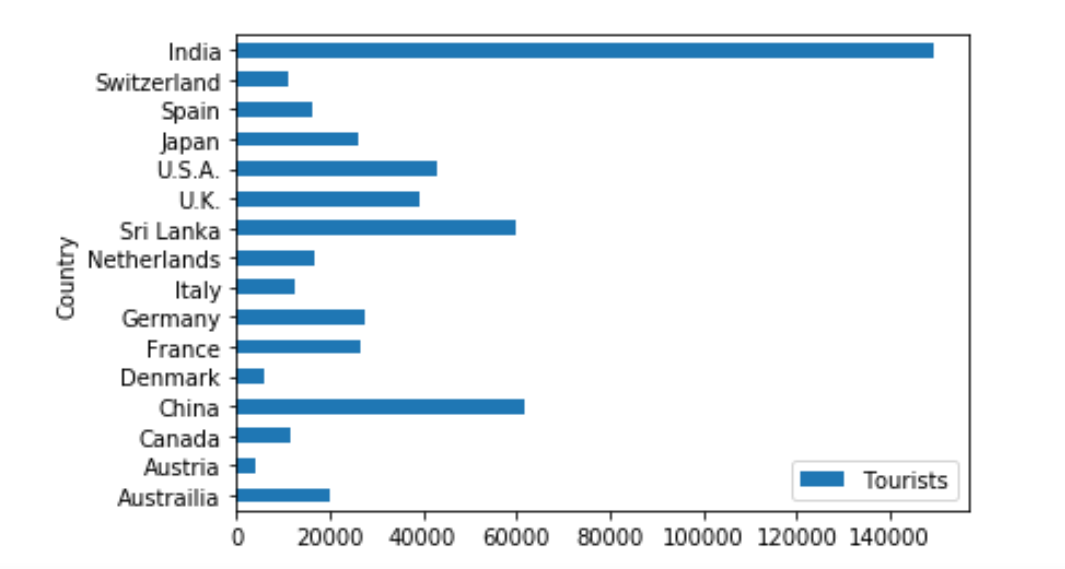 India
Switzerland
Spain
Japan
U.S.A.
U.K.
Sri Lanka
Netherlands
Italy
Germany
France
Denmark
China
Canada
Austria
Austrailia
Country
Tourists
0 20000 40000 60000 80000 100000 120000 140000